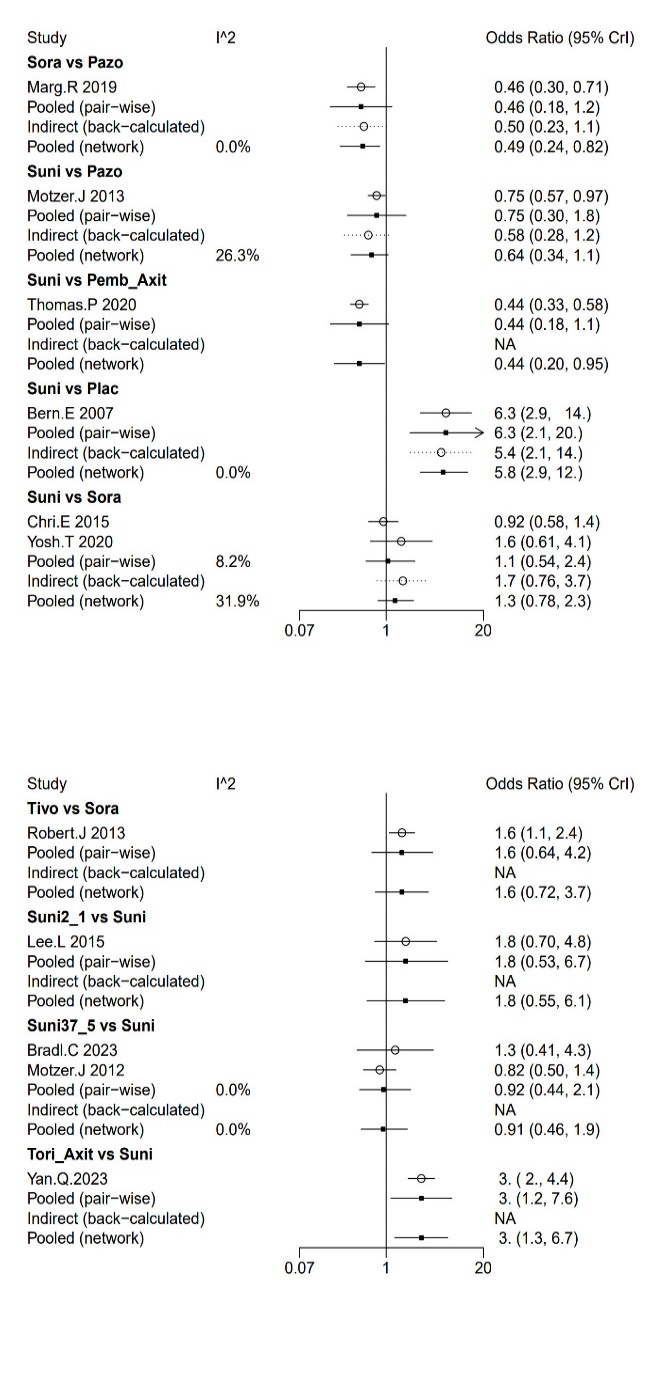 Study I^2 Odds Ratio (95% CrI)
Sora vs Pazo
Marg.R 2019 0.46 (0.30, 0.71)
Pooled (pair−wise) 0.46 (0.18, 1.2)
Indirect (back−calculated) 0.50 (0.23, 1.1)
Pooled (network) 0.0% 0.49 (0.24, 0.82)
Suni vs Pazo
Motzer.J 2013 0.75 (0.57, 0.97)
Pooled (pair−wise) 0.75 (0.30, 1.8)
Indirect (back−calculated) 0.58 (0.28, 1.2)
Pooled (network) 26.3% 0.64 (0.34, 1.1)
Suni vs Pemb_Axit
Thomas.P 2020 0.44 (0.33, 0.58)
Pooled (pair−wise) 0.44 (0.18, 1.1)
Indirect (back−calculated) NA
Pooled (network) 0.44 (0.20, 0.95)
Suni vs Plac
Bern.E 2007 6.3 (2.9, 14.)
Pooled (pair−wise) 6.3 (2.1, 20.)
Indirect (back−calculated) 5.4 (2.1, 14.)
Pooled (network) 0.0% 5.8 (2.9, 12.)
Suni vs Sora
Chri.E 2015 0.92 (0.58, 1.4)
Yosh.T 2020 1.6 (0.61, 4.1)
Pooled (pair−wise) 8.2% 1.1 (0.54, 2.4)
Indirect (back−calculated) 1.7 (0.76, 3.7)
Pooled (network) 31.9% 1.3 (0.78, 2.3)
0.07 1 20
Study I^2 Odds Ratio (95% CrI)
Tivo vs Sora
Robert.J 2013 1.6 (1.1, 2.4)
Pooled (pair−wise) 1.6 (0.64, 4.2)
Indirect (back−calculated) NA
Pooled (network) 1.6 (0.72, 3.7)
Suni2_1 vs Suni
Lee.L 2015 1.8 (0.70, 4.8)
Pooled (pair−wise) 1.8 (0.53, 6.7)
Indirect (back−calculated) NA
Pooled (network) 1.8 (0.55, 6.1)
Suni37_5 vs Suni
Bradl.C 2023 1.3 (0.41, 4.3)
Motzer.J 2012 0.82 (0.50, 1.4)
Pooled (pair−wise) 0.0% 0.92 (0.44, 2.1)
Indirect (back−calculated) NA
Pooled (network) 0.0% 0.91 (0.46, 1.9)
Tori_Axit vs Suni
Yan.Q.2023 3. ( 2., 4.4)
Pooled (pair−wise) 3. (1.2, 7.6)
Indirect (back−calculated) NA
Pooled (network) 3. (1.3, 6.7)
0.07 1 20